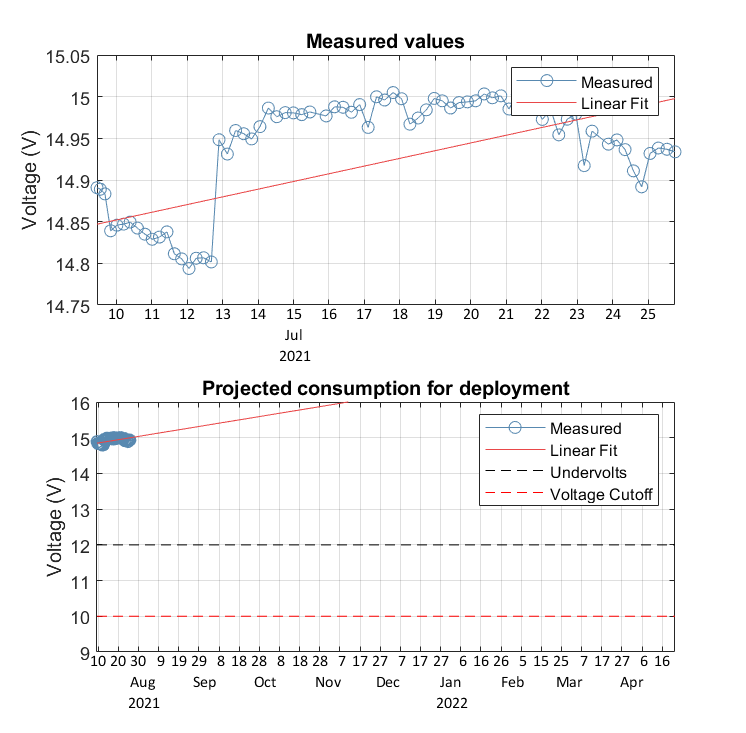 Measured values
15.05
15
14.95
14.9
14.85
14.8
14.75
Voltage (V)
Measured
Linear Fit
10 11 12 13 14 15 16 17 18 19 20 21 22 23 24 25
Jul
2021
Projected consumption for deployment
16
15
14
13
12
11
10
9
Voltage (V)
Measured
Linear Fit
Undervolts
Voltage Cutoff
10 20 30 9 19 29 8 18 28 8 18 28 7 17 27 7 17 27 6 16 26 5 15 25 7 17 27 6 16
Aug Sep Oct Nov Dec Jan Feb Mar Apr
2021 2022